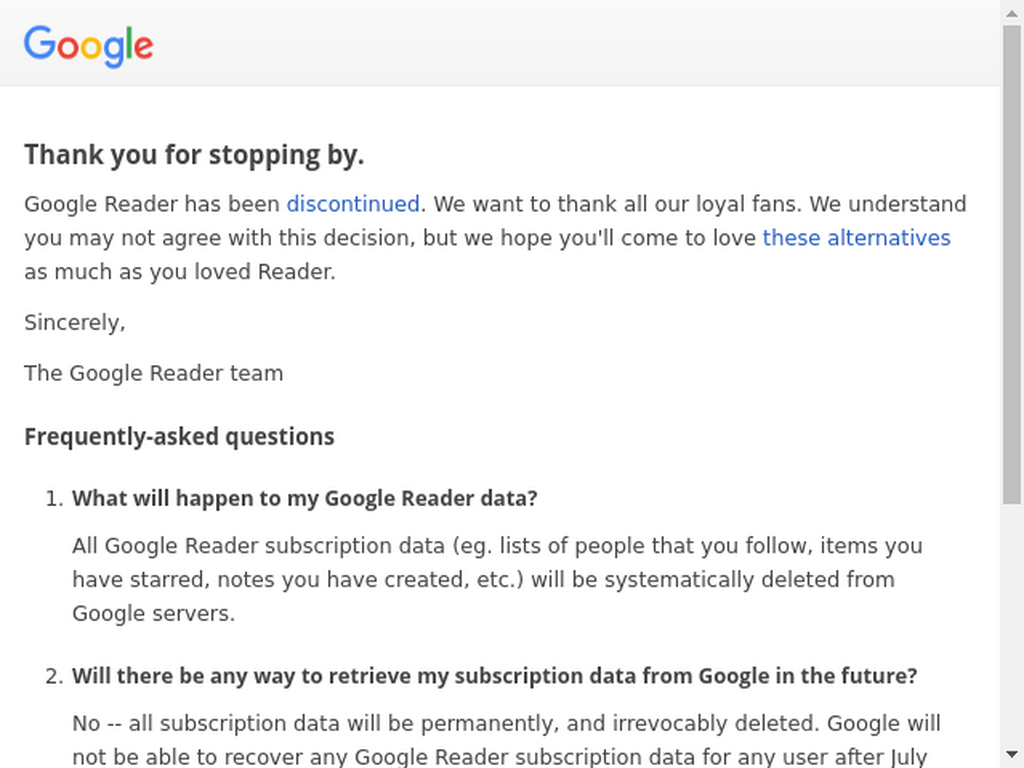 Google
Thank you for stopping by.
Google Reader has been discontinued. We want to thank all our loyal fans. We understand
you may not agree with this decision, but we hope you'll come to love these alternatives
as much as you loved Reader.
Sincerely,
The Google Reader team
Frequently-asked questions
1. What will happen to my Google Reader data?
All Google Reader subscription data (eg. lists of people that you follow, items you
have starred, notes you have created, etc.) will be systematically deleted from
Google servers.
2. Will there be any way to retrieve my subscription data from Google in the future?
No -- all subscription data will be permanently, and irrevocably deleted. Google will
not be able to recover any Google Reader subscription data for any user after July